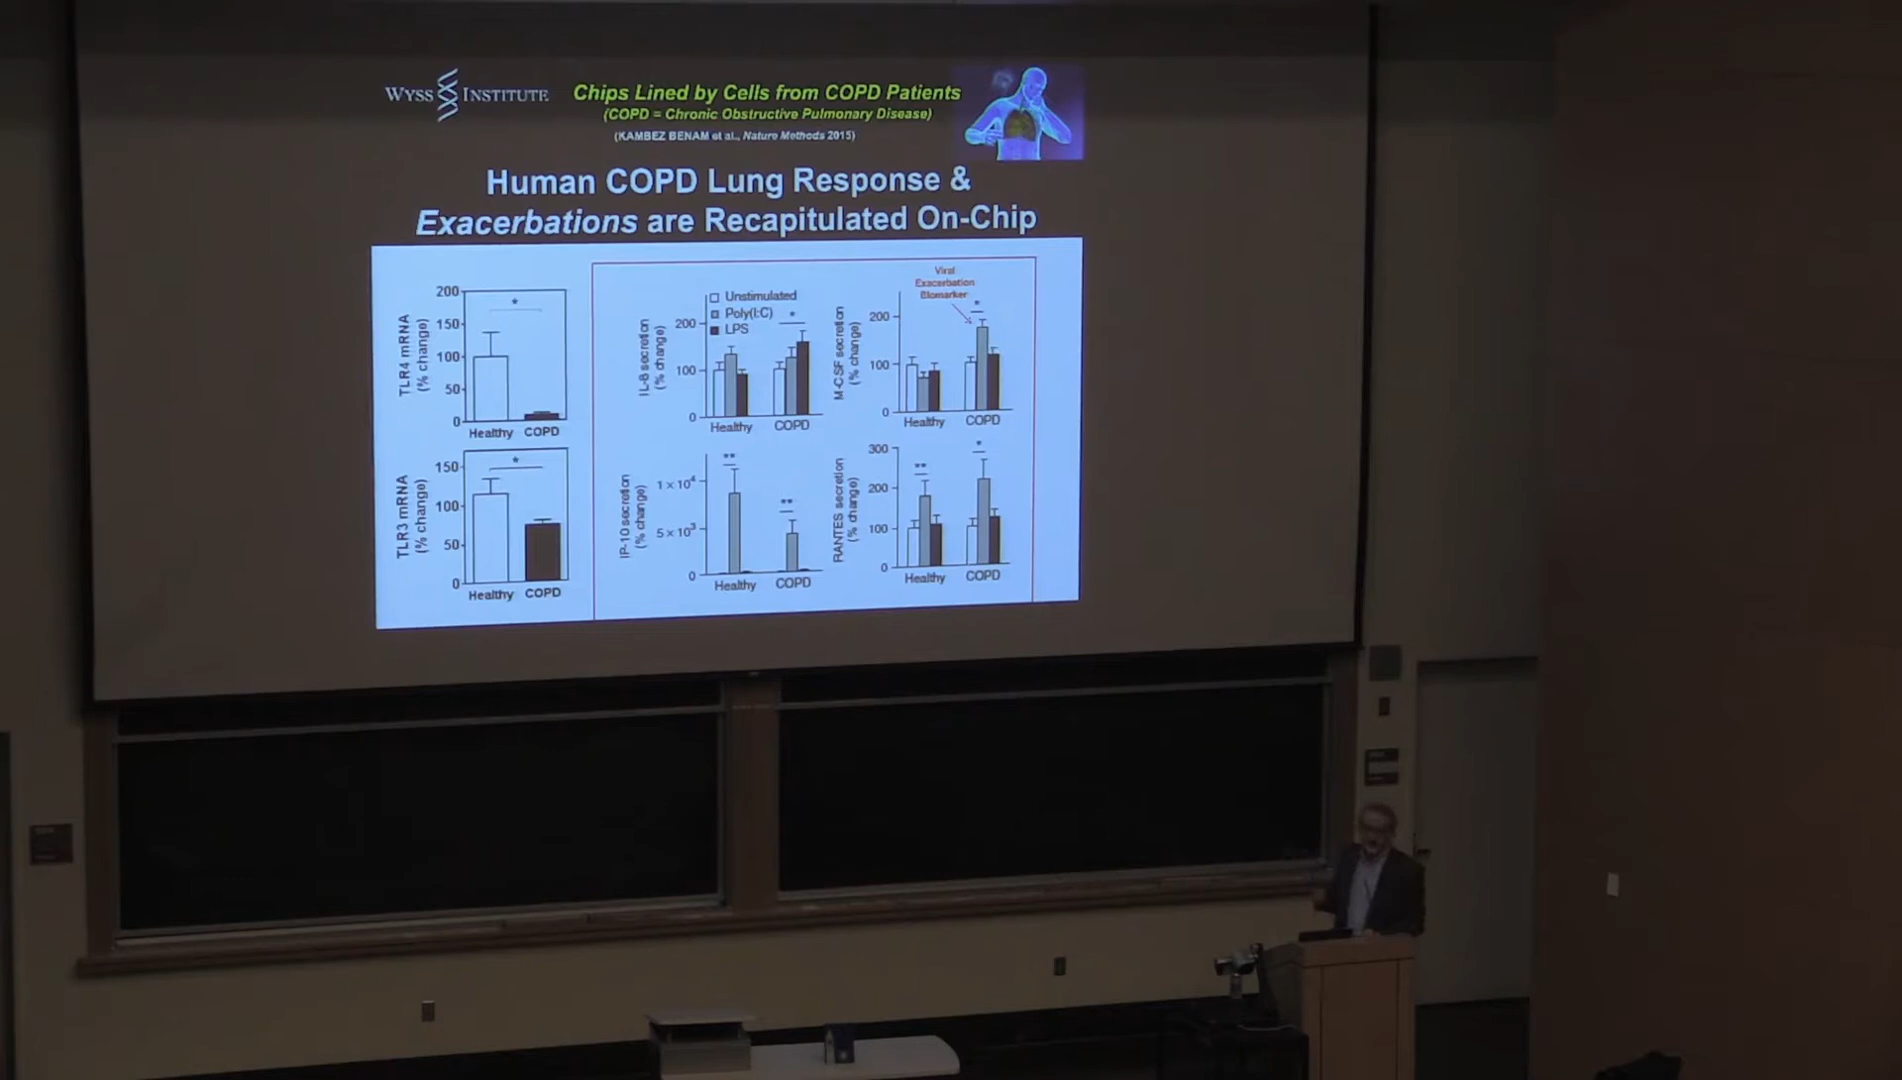 WYSS INSTITUTE
Chips Lined by Cells from COPD Patients
(COPD = Chronic Obstructive Pulmonary Disease)
(KAMBEZ BENAM et al., Nature Methods 2015)
Human COPD Lung Response &
Exacerbations are Recapitulated On-Chip
TLR4 mRNA
(% change)
200
150
100
50
0
*
Healthy COPD
TLR3 mRNA
(% change)
150
100
50
0
*
Healthy COPD
IL-8 secretion
(% change)
200
100
0
Unstimulated
Poly(I:C)
LPS
*
Healthy COPD
M-CSF secretion
(% change)
200
100
0
Viral
Exacerbation
Biomarker
*
Healthy COPD
IP-10 secretion
(% change)
1 × 10⁴
5 × 10³
0
**
**
Healthy COPD
RANTES secretion
(% change)
300
200
100
0
**
*
Healthy COPD